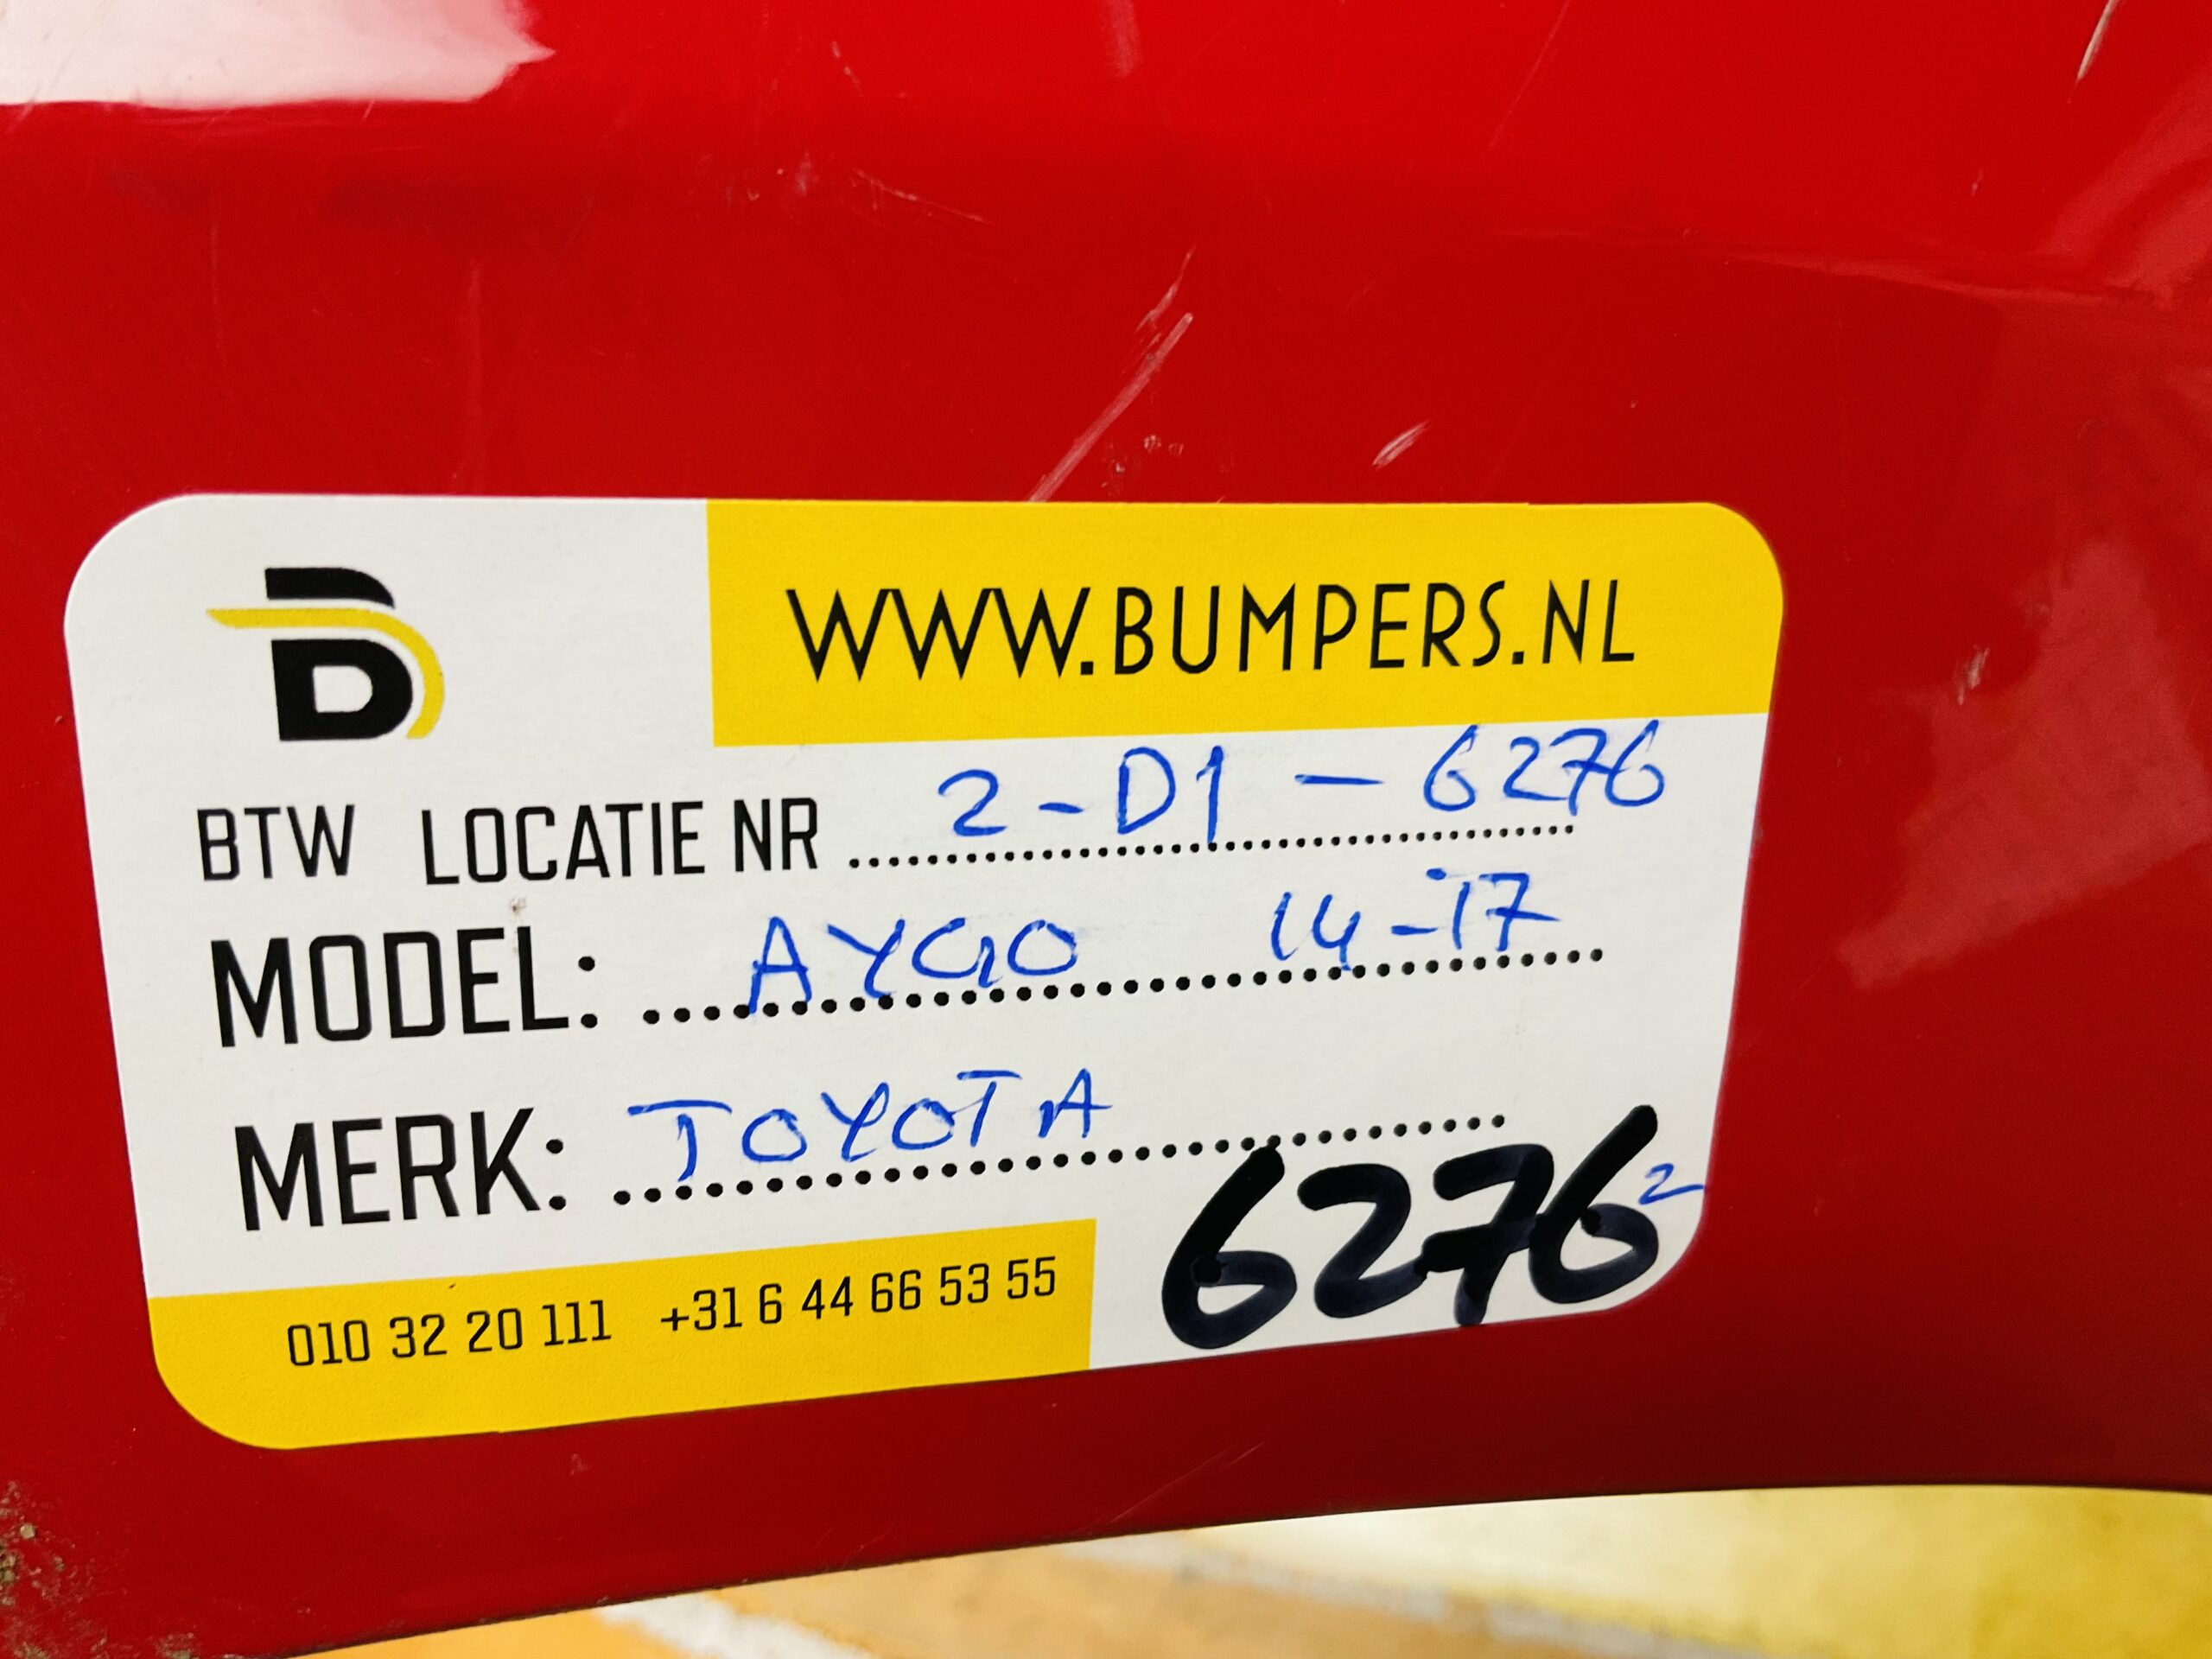 B
WWW.BUMPERS.NL
BTW LOCATIE NR 2-D1-6276
MODEL: AYGO 14-17
MERK: TOYOTA
6276 2
010 32 20 111 +31 6 44 66 53 55